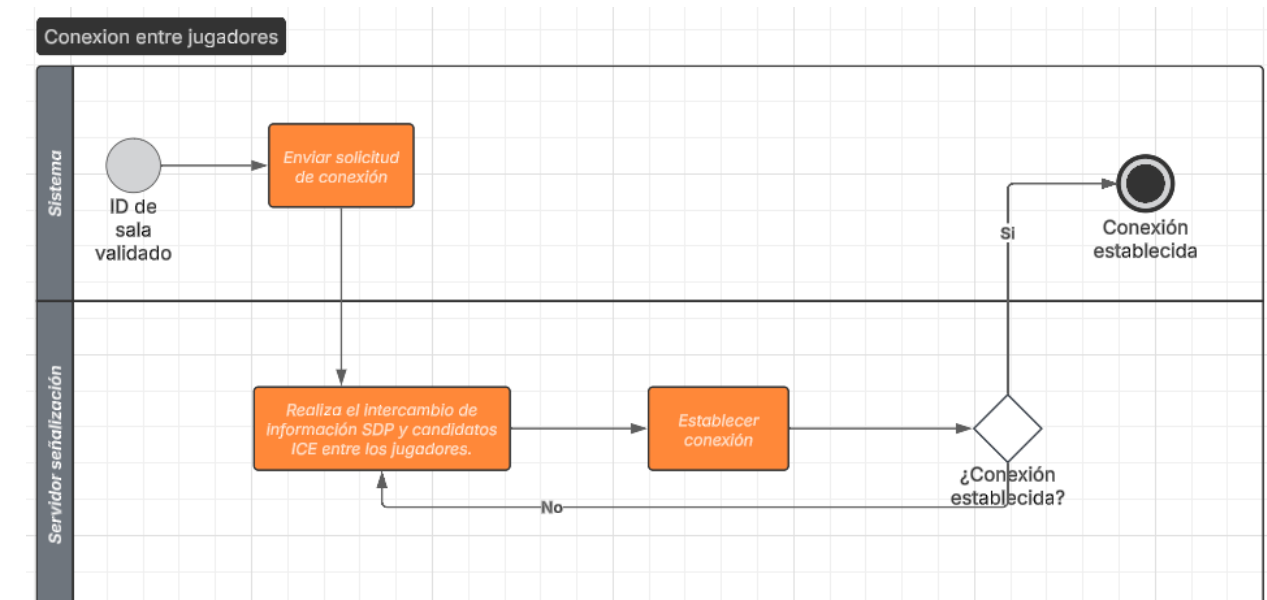 Conexion entre jugadores
Sistema
ID de
sala
validado
Enviar solicitud
de conexión
Si
Conexión
establecida
Servidor señalización
Realiza el intercambio de
información SDP y candidatos
ICE entre los jugadores.
Establecer
conexión
¿Conexión
establecida?
No